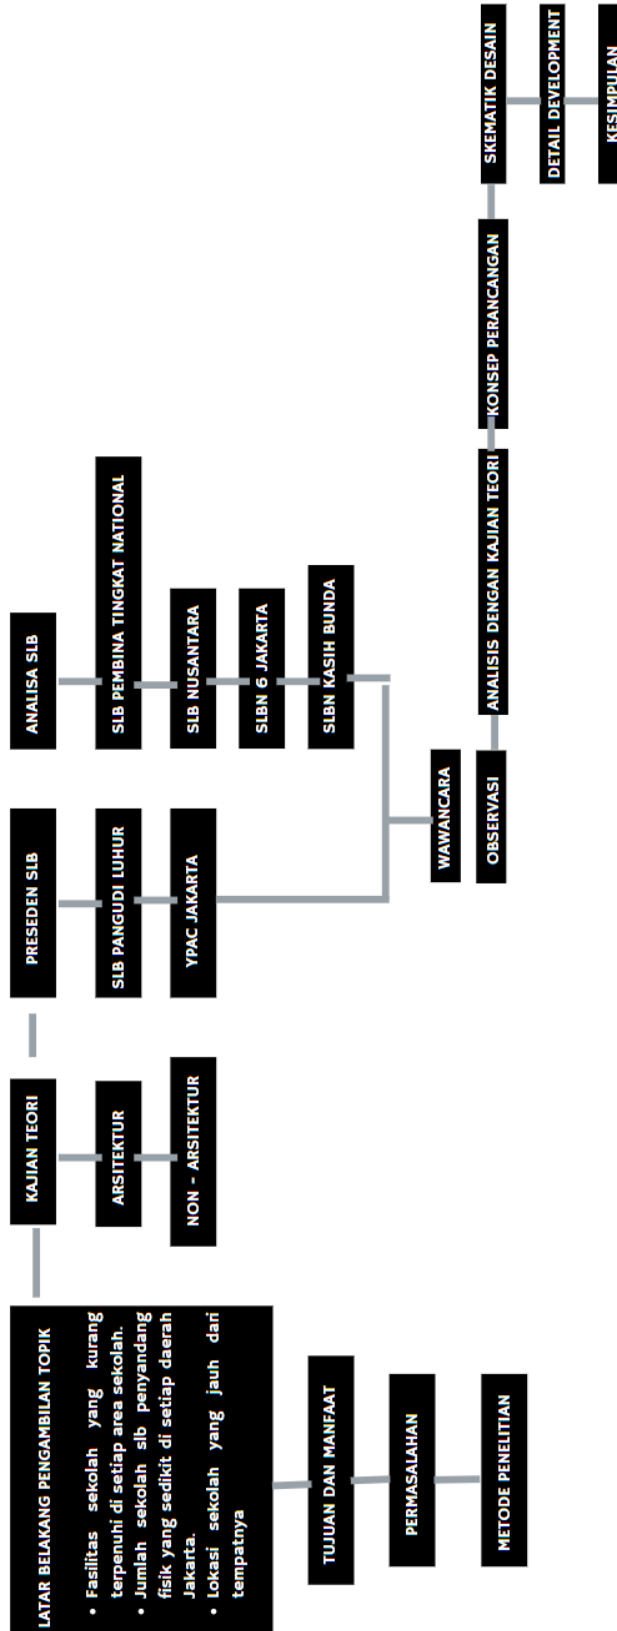 LATAR BELAKANG PENGAMBILAN TOPIK
• Fasilitas sekolah yang kurang
terpenuhi di setiap area sekolah.
• Jumlah sekolah slb penyandang
fisik yang sedikit di setiap daerah
Jakarta.
• Lokasi sekolah yang jauh dari
tempatnya
TUJUAN DAN MANFAAT
PERMASALAHAN
METODE PENELITIAN
KAJIAN TEORI
ARSITEKTUR
NON - ARSITEKTUR
PRESEDEN SLB
SLB PANGUDI LUHUR
YPAC JAKARTA
ANALISA SLB
SLB PEMBINA TINGKAT NATIONAL
SLB NUSANTARA
SLBN 6 JAKARTA
SLBN KASIH BUNDA
WAWANCARA
OBSERVASI
ANALISIS DENGAN KAJIAN TEORI
KONSEP PERANCANGAN
SKEMATIK DESAIN
DETAIL DEVELOPMENT
KESIMPULAN